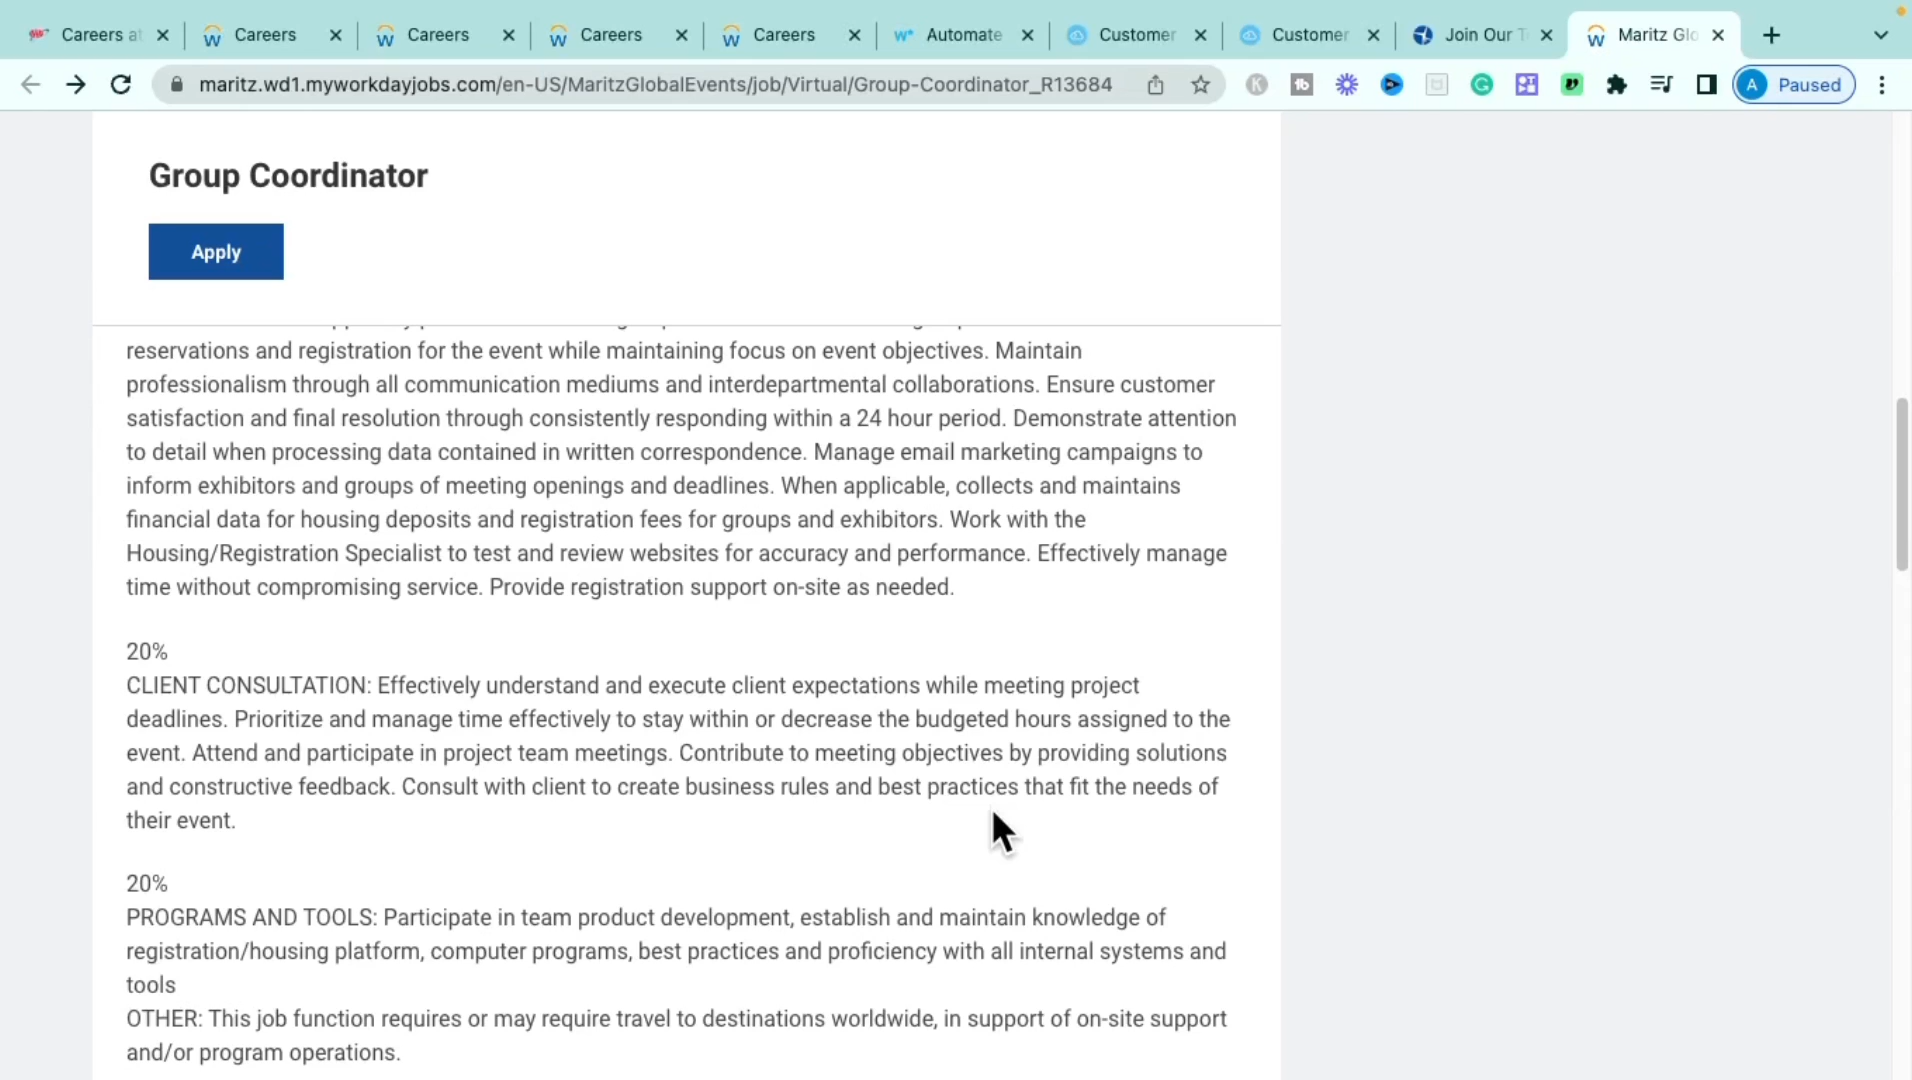 Careers at
Careers
Careers
Careers
Careers
Automate
Customer
Customer
Join Our T
Maritz Glo
maritz.wd1.myworkdayjobs.com/en-US/MaritzGlobalEvents/job/Virtual/Group-Coordinator_R13684
A Paused
Group Coordinator
Apply
reservations and registration for the event while maintaining focus on event objectives. Maintain
professionalism through all communication mediums and interdepartmental collaborations. Ensure customer
satisfaction and final resolution through consistently responding within a 24 hour period. Demonstrate attention
to detail when processing data contained in written correspondence. Manage email marketing campaigns to
inform exhibitors and groups of meeting openings and deadlines. When applicable, collects and maintains
financial data for housing deposits and registration fees for groups and exhibitors. Work with the
Housing/Registration Specialist to test and review websites for accuracy and performance. Effectively manage
time without compromising service. Provide registration support on-site as needed.
20%
CLIENT CONSULTATION: Effectively understand and execute client expectations while meeting project
deadlines. Prioritize and manage time effectively to stay within or decrease the budgeted hours assigned to the
event. Attend and participate in project team meetings. Contribute to meeting objectives by providing solutions
and constructive feedback. Consult with client to create business rules and best practices that fit the needs of
their event.
20%
PROGRAMS AND TOOLS: Participate in team product development, establish and maintain knowledge of
registration/housing platform, computer programs, best practices and proficiency with all internal systems and
tools
OTHER: This job function requires or may require travel to destinations worldwide, in support of on-site support
and/or program operations.